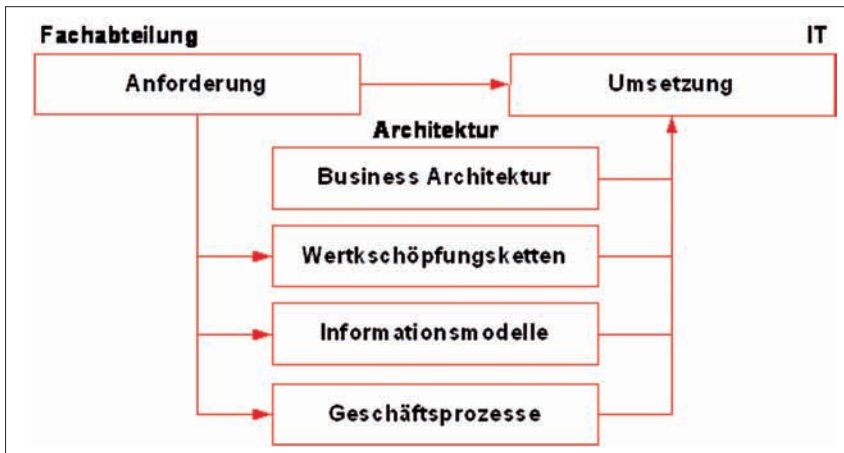 Fachabteilung IT
Anforderung Umsetzung
Architektur
Business Architektur
Wertkschöpfungsketten
Informationsmodelle
Geschäftsprozesse